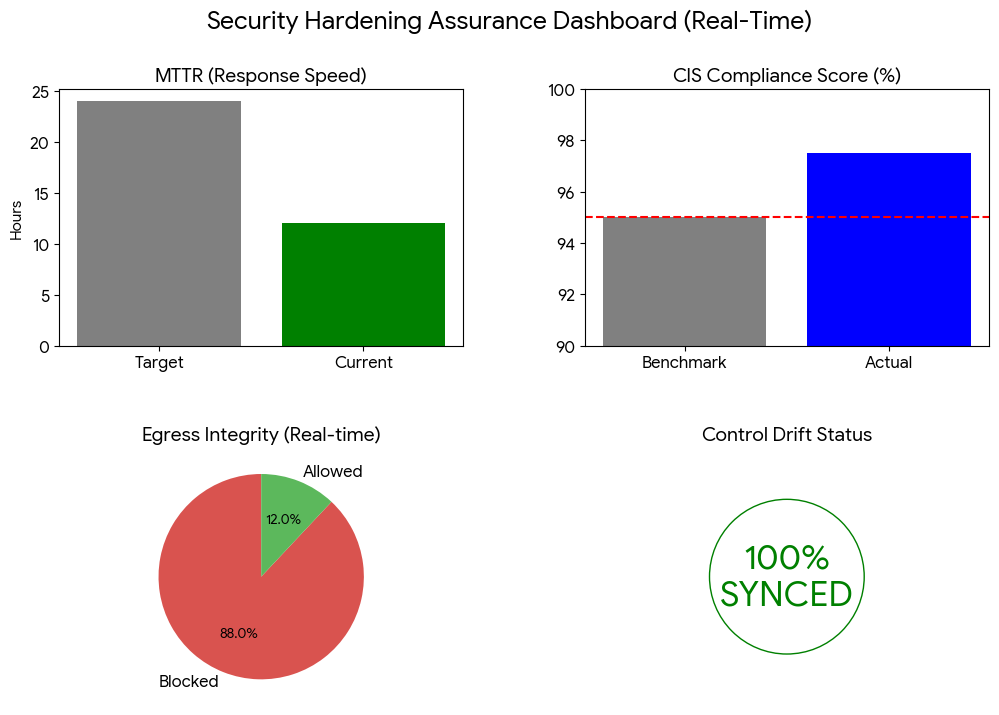 Security Hardening Assurance Dashboard (Real-Time)
MTTR (Response Speed)
25
20
15
10
5
0
Hours
Target
Current
CIS Compliance Score (%)
100
98
96
94
92
90
Benchmark
Actual
Egress Integrity (Real-time)
Allowed
12.0%
88.0%
Blocked
Control Drift Status
100%
SYNCED